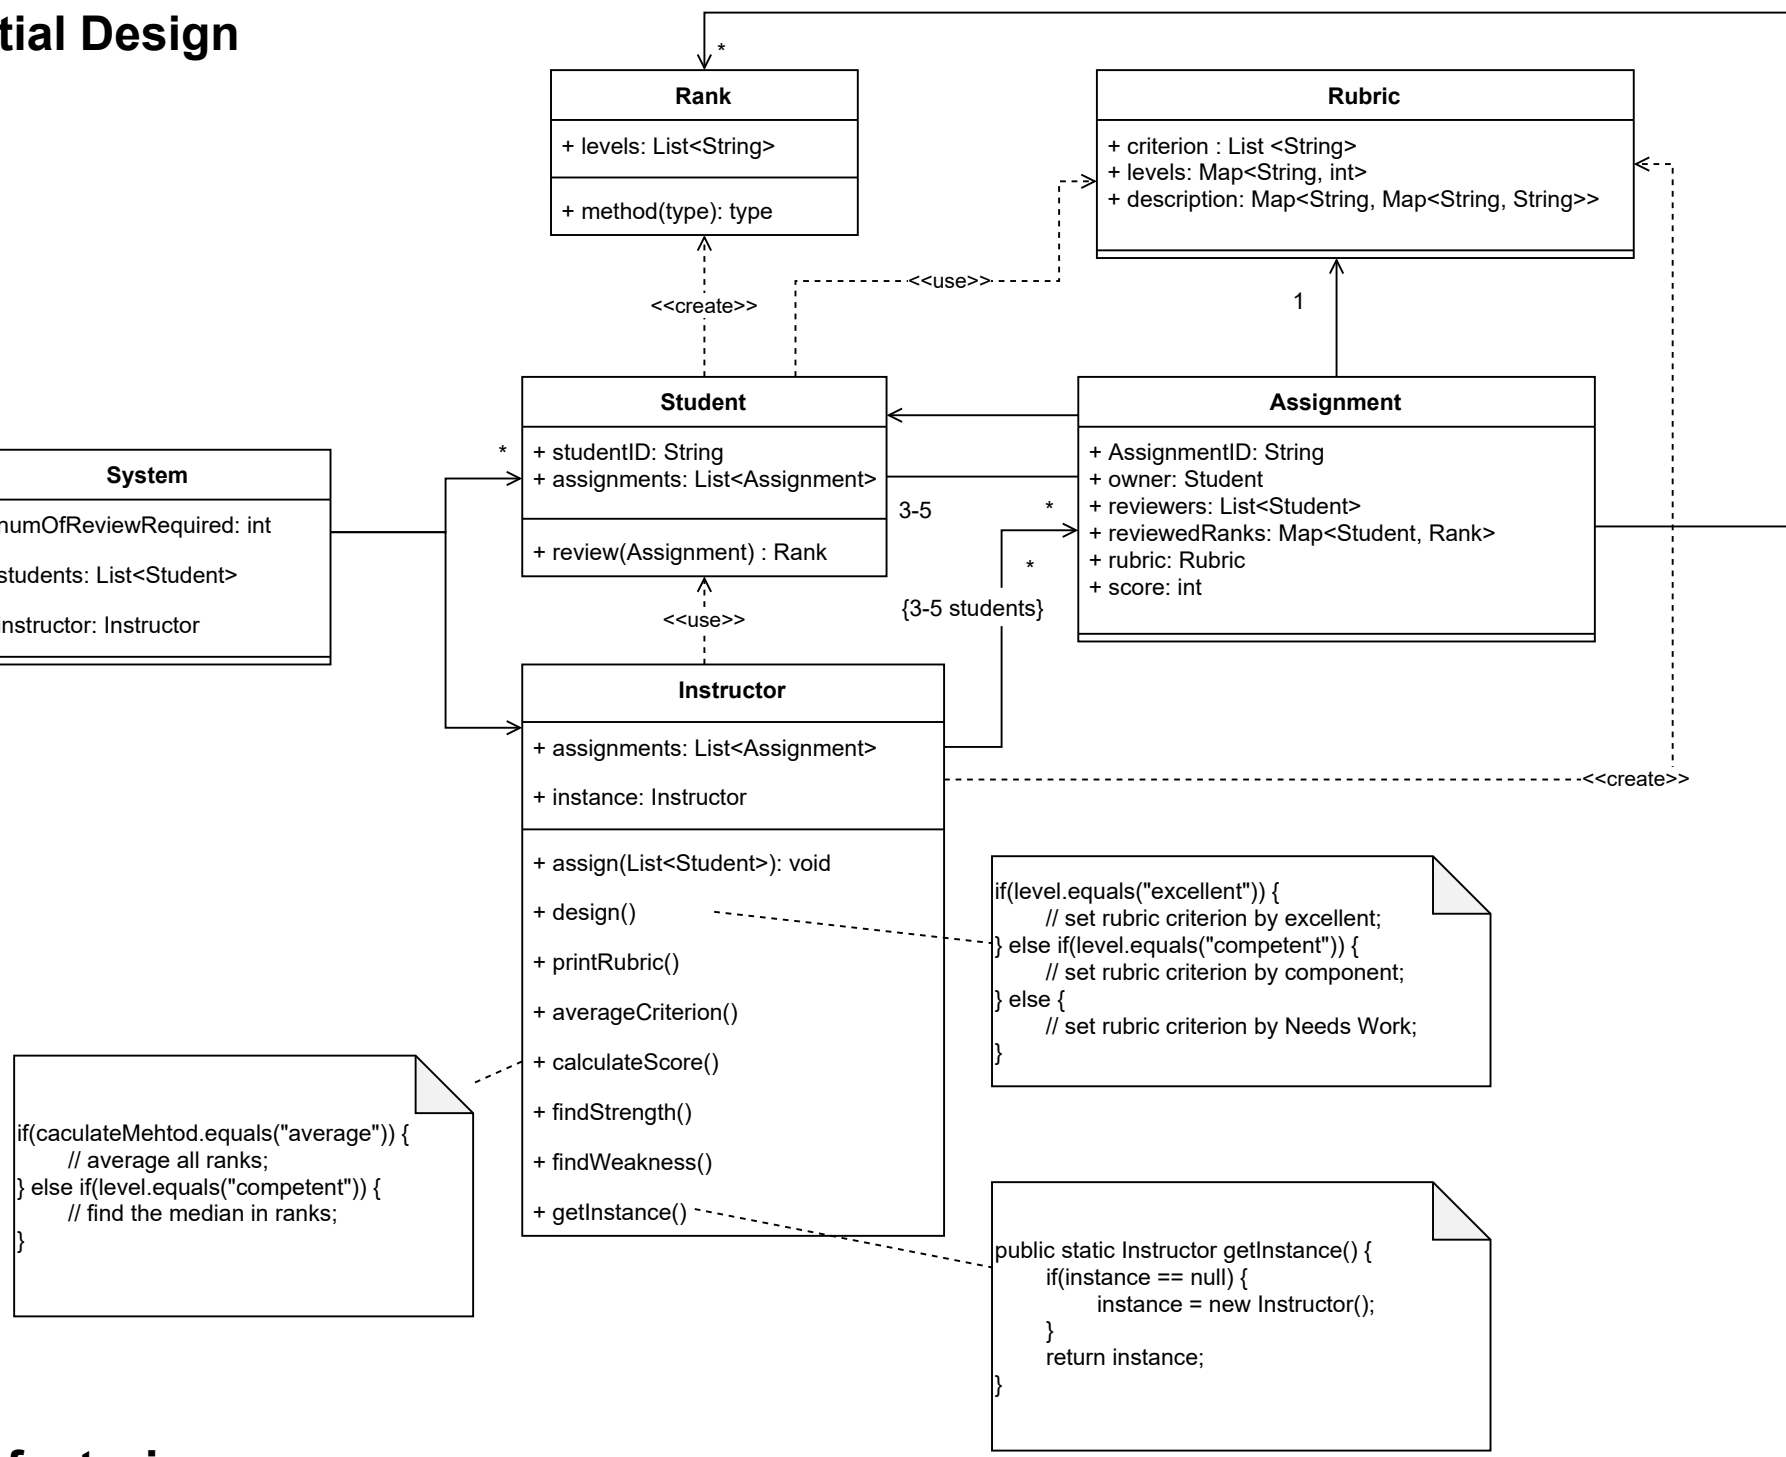 tial Design
*
Rank
+ levels: List<String>
+ method(type): type
Rubric
+ criterion : List <String>
+ levels: Map<String, int>
+ description: Map<String, Map<String, String>>
<<use>>
<<create>>
1
Student
+ studentID: String
+ assignments: List<Assignment>
+ review(Assignment) : Rank
Assignment
+ AssignmentID: String
+ owner: Student
+ reviewers: List<Student>
+ reviewedRanks: Map<Student, Rank>
+ rubric: Rubric
+ score: int
*
System
numOfReviewRequired: int
students: List<Student>
instructor: Instructor
3-5
*
*
{3-5 students}
<<use>>
Instructor
+ assignments: List<Assignment>
+ instance: Instructor
+ assign(List<Student>): void
+ design()
+ printRubric()
+ averageCriterion()
+ calculateScore()
+ findStrength()
+ findWeakness()
+ getInstance()
<<create>>
if(level.equals("excellent")) {
// set rubric criterion by excellent;
} else if(level.equals("competent")) {
// set rubric criterion by component;
} else {
// set rubric criterion by Needs Work;
}
if(caculateMehtod.equals("average")) {
// average all ranks;
} else if(level.equals("competent")) {
// find the median in ranks;
}
public static Instructor getInstance() {
if(instance == null) {
instance = new Instructor();
}
return instance;
}